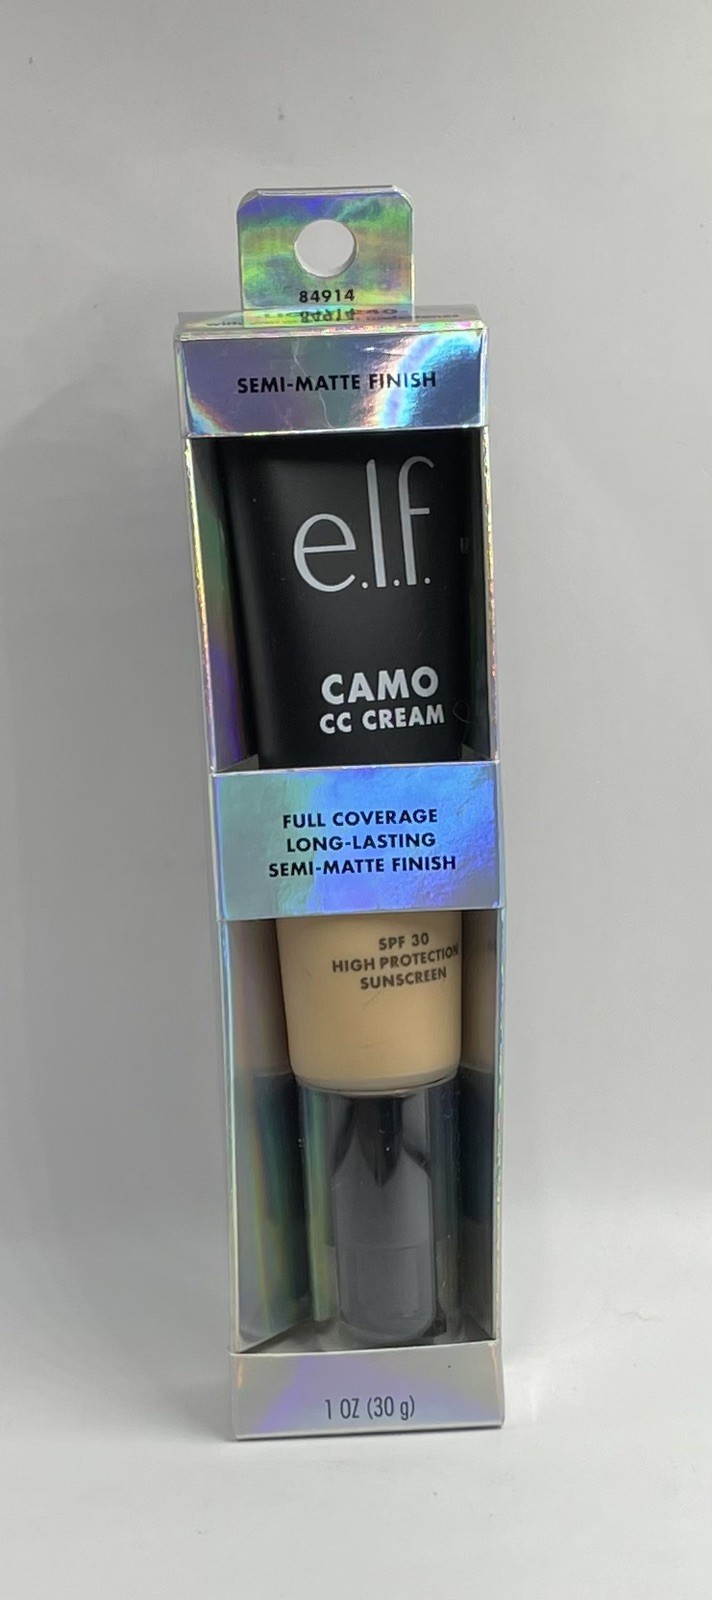 84914
SEMI-MATTE FINISH
e.l.f.
CAMO
CC CREAM
FULL COVERAGE
LONG-LASTING
SEMI-MATTE FINISH
SPF 30
HIGH PROTECTION
SUNSCREEN
1 OZ (30 g)